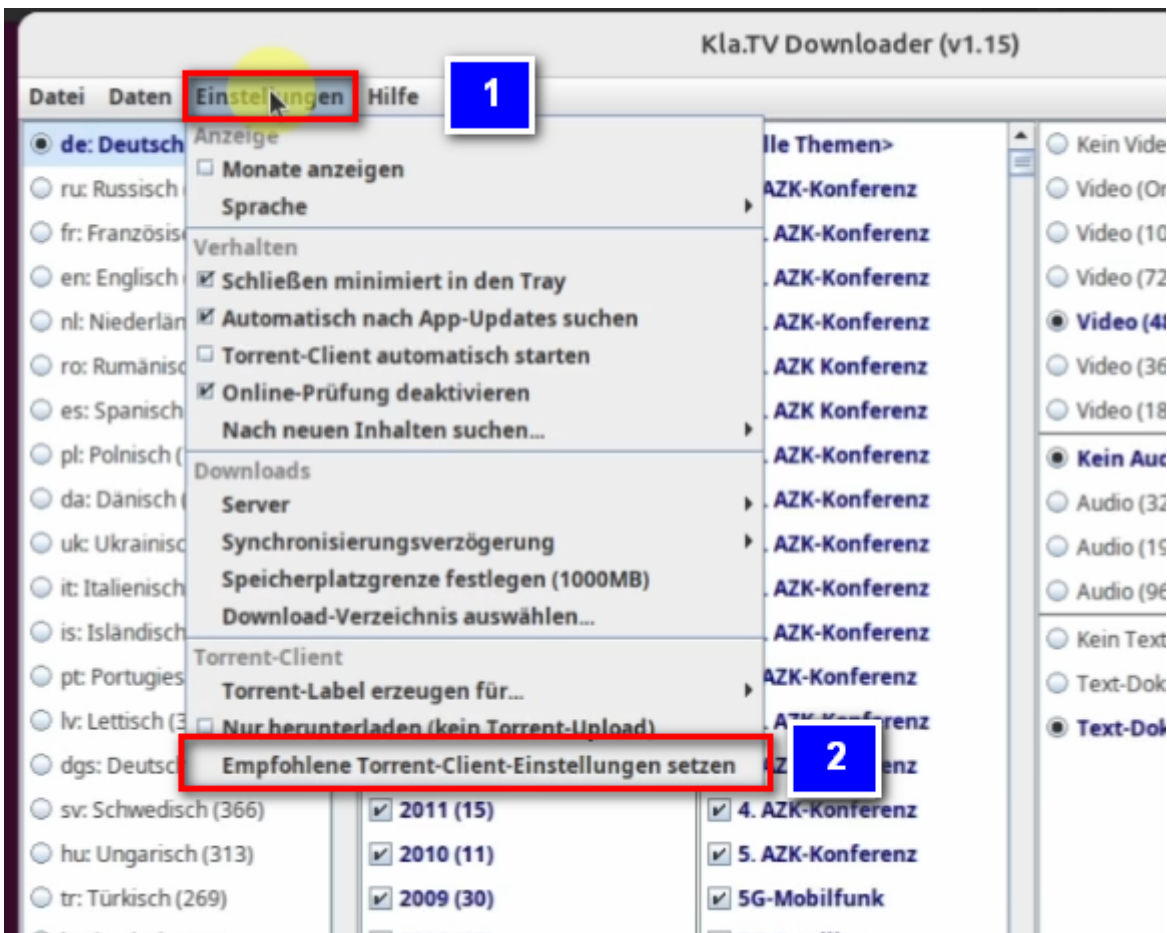 Kla.TV Downloader (v1.15)
Datei Daten Einstellungen Hilfe
1
de: Deutsch
ru: Russisch
fr: Französis
en: Englisch
nl: Niederlän
ro: Rumänisc
es: Spanisch
pl: Polnisch (
da: Dänisch (
uk: Ukrainisc
it: Italienisch
is: Isländisch
pt: Portugies
lv: Lettisch (3
dgs: Deutsc
sv: Schwedisch (366)
hu: Ungarisch (313)
tr: Türkisch (269)
Anzeige
Monate anzeigen
Sprache
Verhalten
Schließen minimiert in den Tray
Automatisch nach App-Updates suchen
Torrent-Client automatisch starten
Online-Prüfung deaktivieren
Nach neuen Inhalten suchen...
Downloads
Server
Synchronisierungsverzögerung
Speicherplatzgrenze festlegen (1000MB)
Download-Verzeichnis auswählen...
Torrent-Client
Torrent-Label erzeugen für...
Nur herunterladen (kein Torrent-Upload)
Empfohlene Torrent-Client-Einstellungen setzen
2
2011 (15)
2010 (11)
2009 (30)
lle Themen>
AZK-Konferenz
. AZK-Konferenz
. AZK-Konferenz
. AZK-Konferenz
. AZK Konferenz
. AZK Konferenz
. AZK-Konferenz
. AZK-Konferenz
. AZK-Konferenz
. AZK-Konferenz
. AZK-Konferenz
AZK-Konferenz
. AZK-Konferenz
enz
4. AZK-Konferenz
5. AZK-Konferenz
5G-Mobilfunk
Kein Vide
Video (Or
Video (10
Video (72
Video (48
Video (36
Video (18
Kein Aud
Audio (32
Audio (19
Audio (96
Kein Text
Text-Dok
Text-Dok